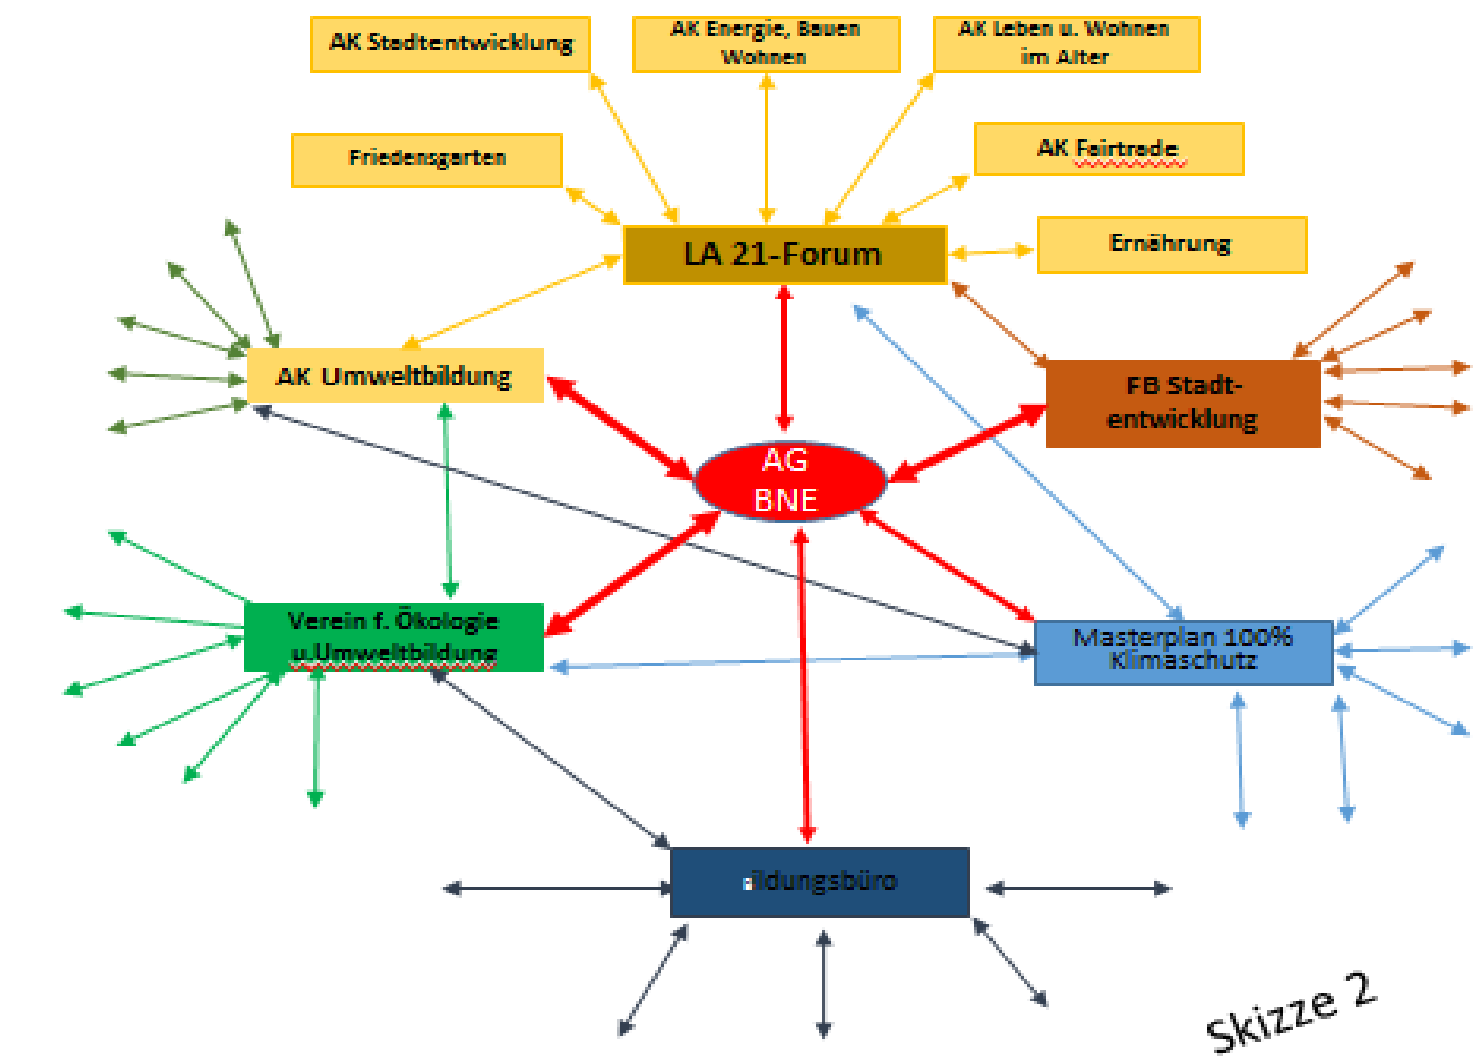 AK Stadtentwicklung
AK Energie, Bauen
Wohnen
AK Leben u. Wohnen
im Alter
Friedensgarten
AK Fairtrade
LA 21-Forum
Ernährung
AK Umweltbildung
FB Stadt-
entwicklung
AG
BNE
Verein f. Ökologie
u.Umweltbildung
Masterplan 100%
Klimaschutz
ildungsbüro
Skizze 2